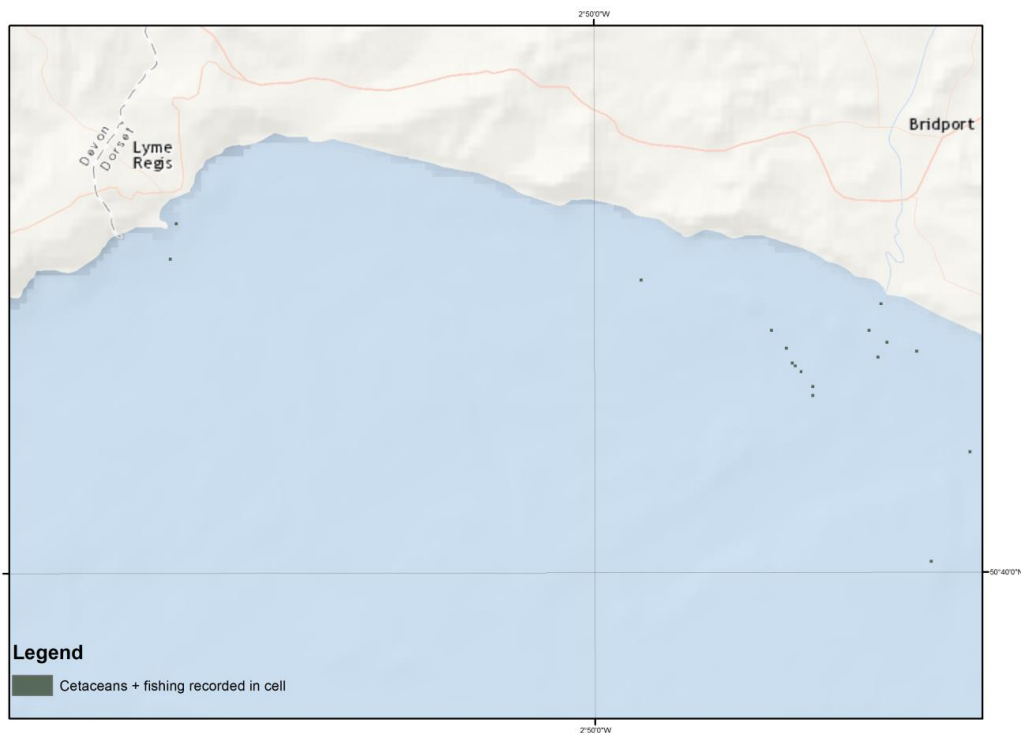 2°50'0"W
Bridport
Devon
Dorset
Lyme
Regis
50°40'0"N
Legend
Cetaceans + fishing recorded in cell
2°50'0"W